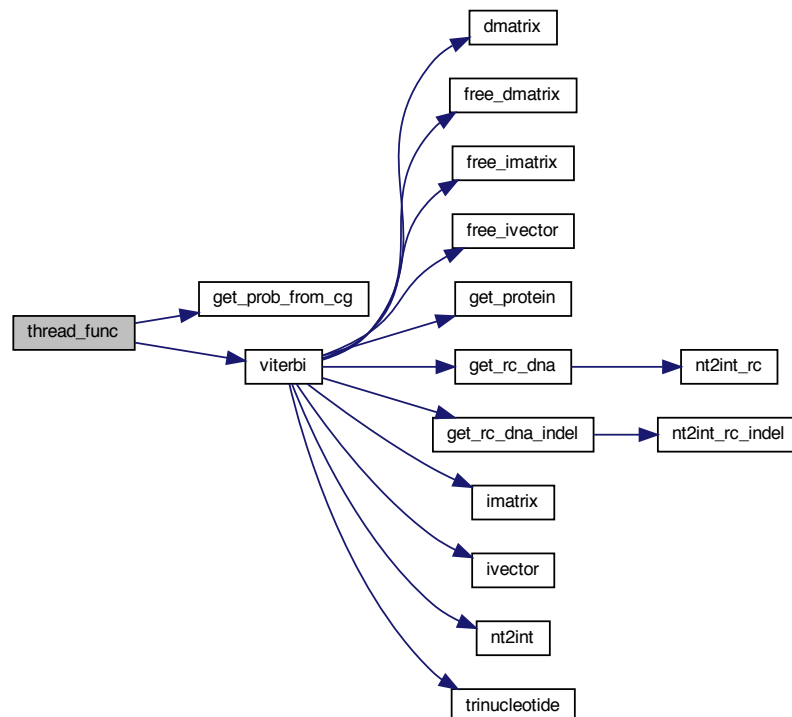 dmatrix
free_dmatrix
free_imatrix
free_ivector
get_prob_from_cg
get_protein
thread_func
viterbi
get_rc_dna
nt2int_rc
get_rc_dna_indel
nt2int_rc_indel
imatrix
ivector
nt2int
trinucleotide